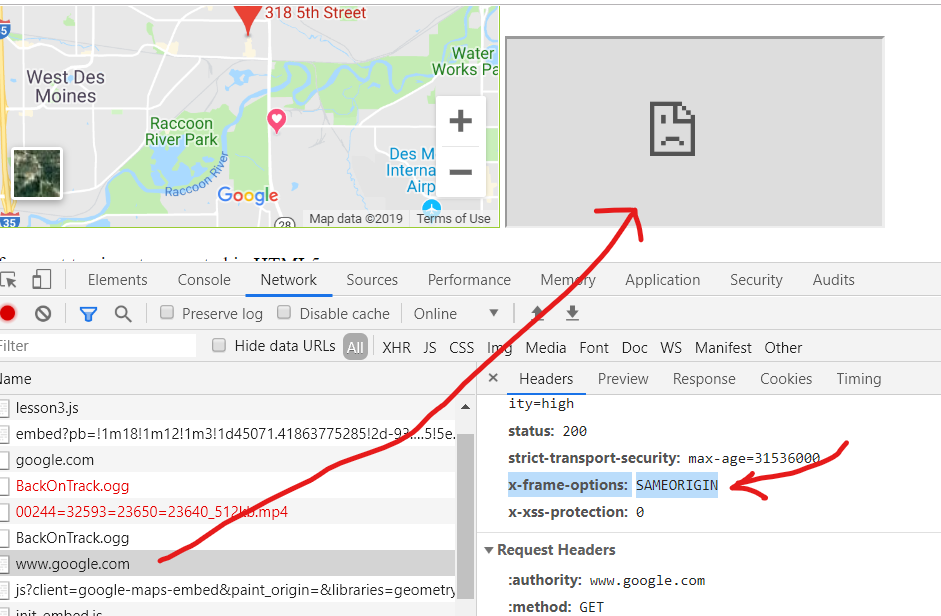 318 5th Street
Water
Works Pa
West Des
Moines
Raccoon
River Park
Des M
Interna
Airp
Raccoon River
Google
35
28
Map data ©2019 Terms of Use
Elements Console Network Sources Performance Memory Application Security Audits
Preserve log Disable cache Online
Filter Hide data URLs All XHR JS CSS Img Media Font Doc WS Manifest Other
Name × Headers Preview Response Cookies Timing
ity=high
lesson3.js
status: 200
embed?pb=!1m18!1m12!1m3!1d45071.41863775285!2d-93....5!5e.
strict-transport-security: max-age=31536000
google.com
x-frame-options: SAMEORIGIN
BackOnTrack.ogg
x-xss-protection: 0
00244=32593=23650=23640_512kb.mp4
BackOnTrack.ogg
Request Headers
www.google.com
:authority: www.google.com
js?client=google-maps-embed&paint_origin=&libraries=geometry
:method: GET
init_embed.js